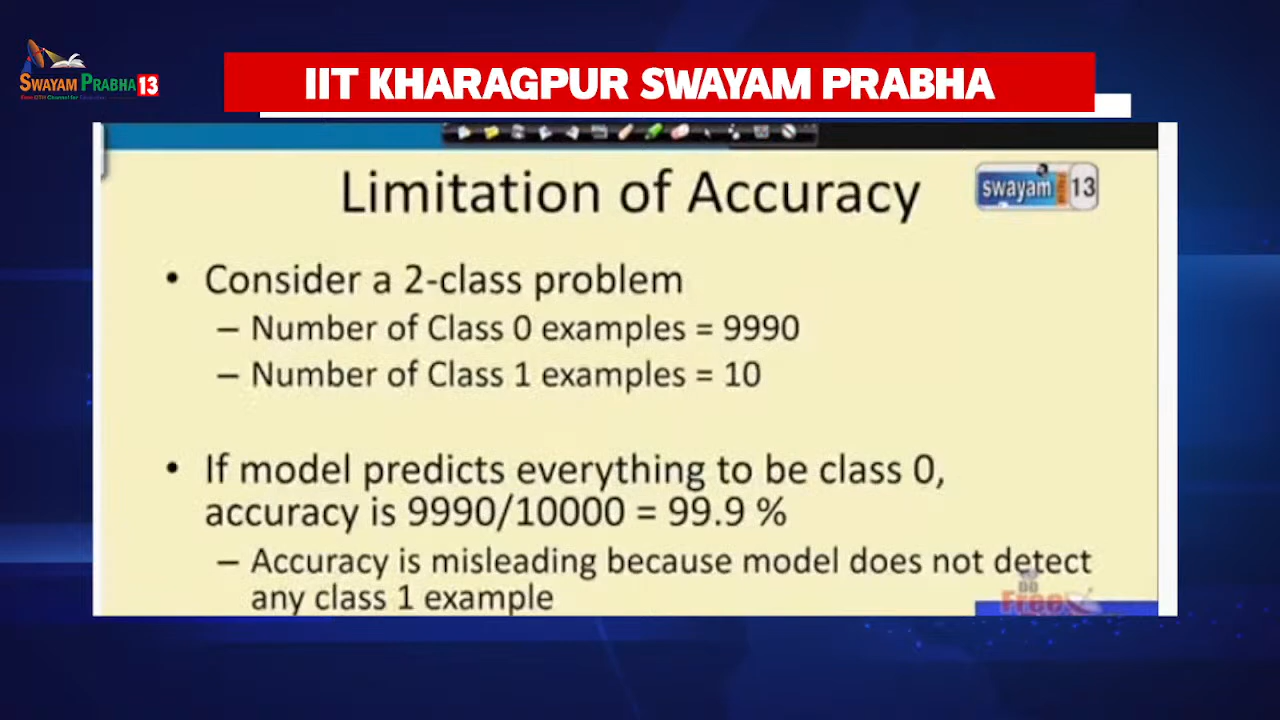 SWAYAM PRABHA 13
IIT KHARAGPUR SWAYAM PRABHA
Limitation of Accuracy
swayam 13
• Consider a 2-class problem
– Number of Class 0 examples = 9990
– Number of Class 1 examples = 10
• If model predicts everything to be class 0,
accuracy is 9990/10000 = 99.9 %
– Accuracy is misleading because model does not detect
any class 1 example
DD
Free